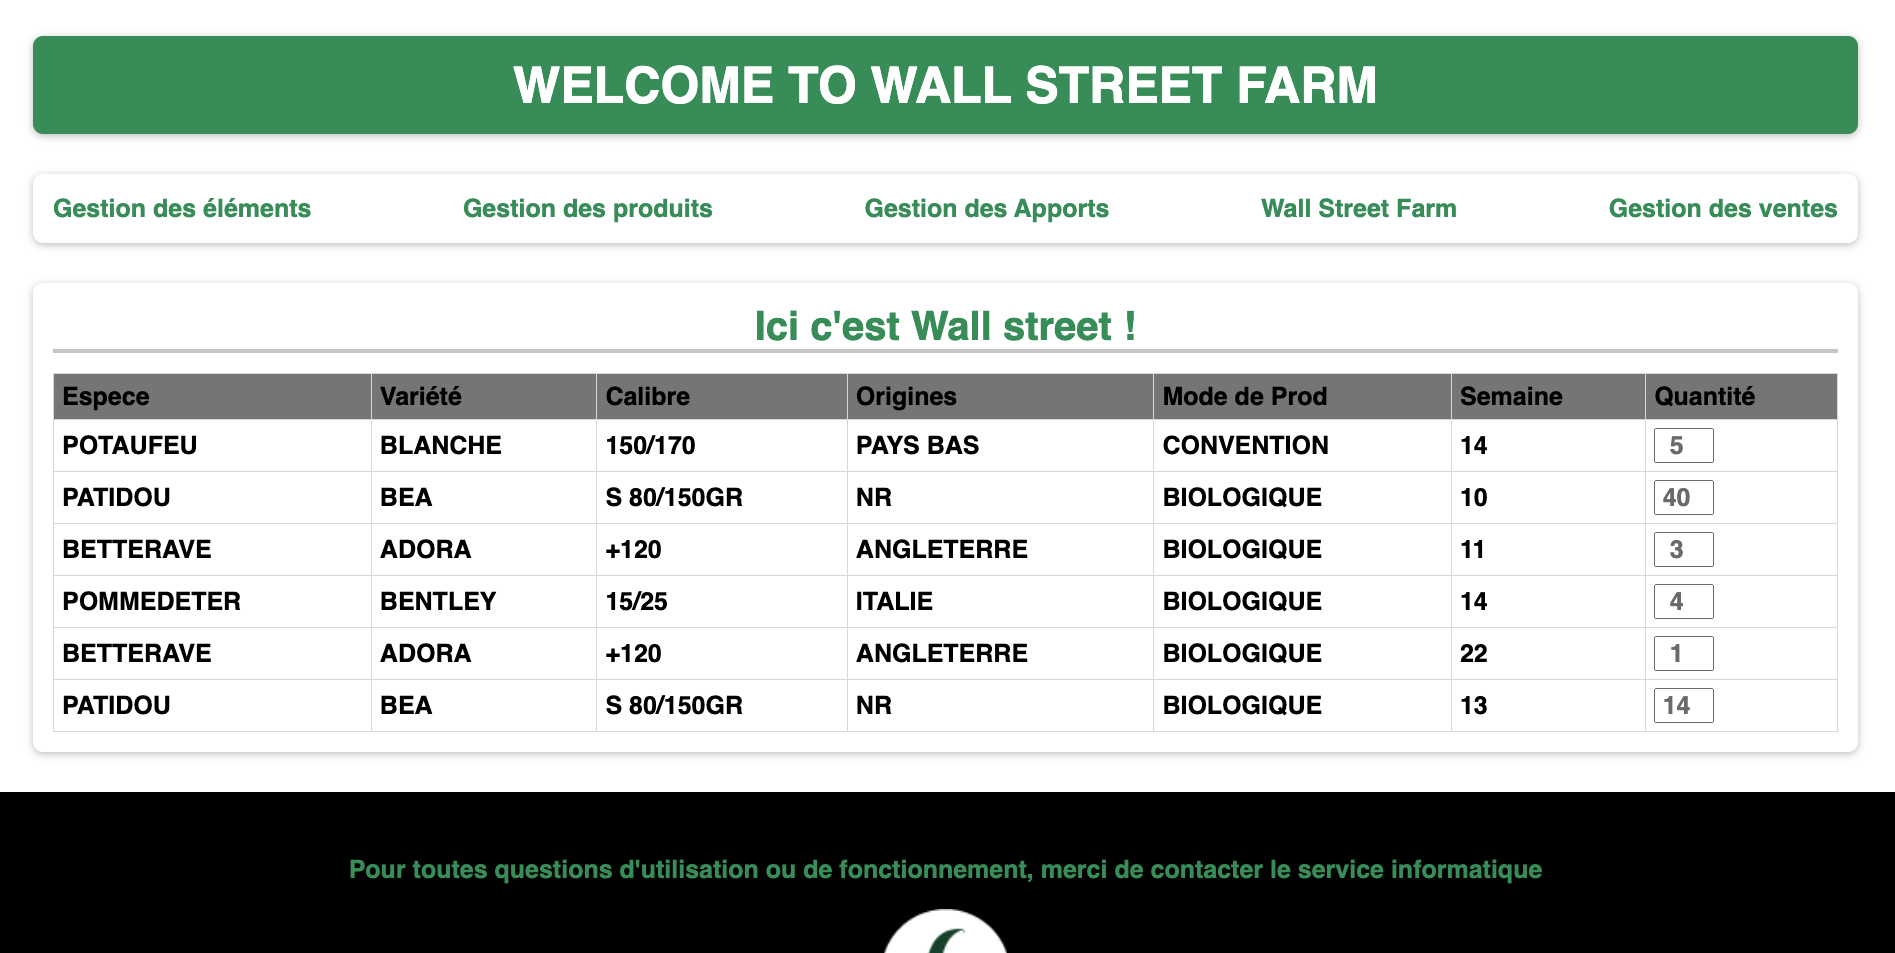 WELCOME TO WALL STREET FARM
Gestion des éléments Gestion des produits Gestion des Apports Wall Street Farm Gestion des ventes
Ici c'est Wall street !
Espece Variété Calibre Origines Mode de Prod Semaine Quantité
POTAUFEU BLANCHE 150/170 PAYS BAS CONVENTION 14 5
PATIDOU BEA S 80/150GR NR BIOLOGIQUE 10 40
BETTERAVE ADORA +120 ANGLETERRE BIOLOGIQUE 11 3
POMMEDETER BENTLEY 15/25 ITALIE BIOLOGIQUE 14 4
BETTERAVE ADORA +120 ANGLETERRE BIOLOGIQUE 22 1
PATIDOU BEA S 80/150GR NR BIOLOGIQUE 13 14
Pour toutes questions d'utilisation ou de fonctionnement, merci de contacter le service informatique